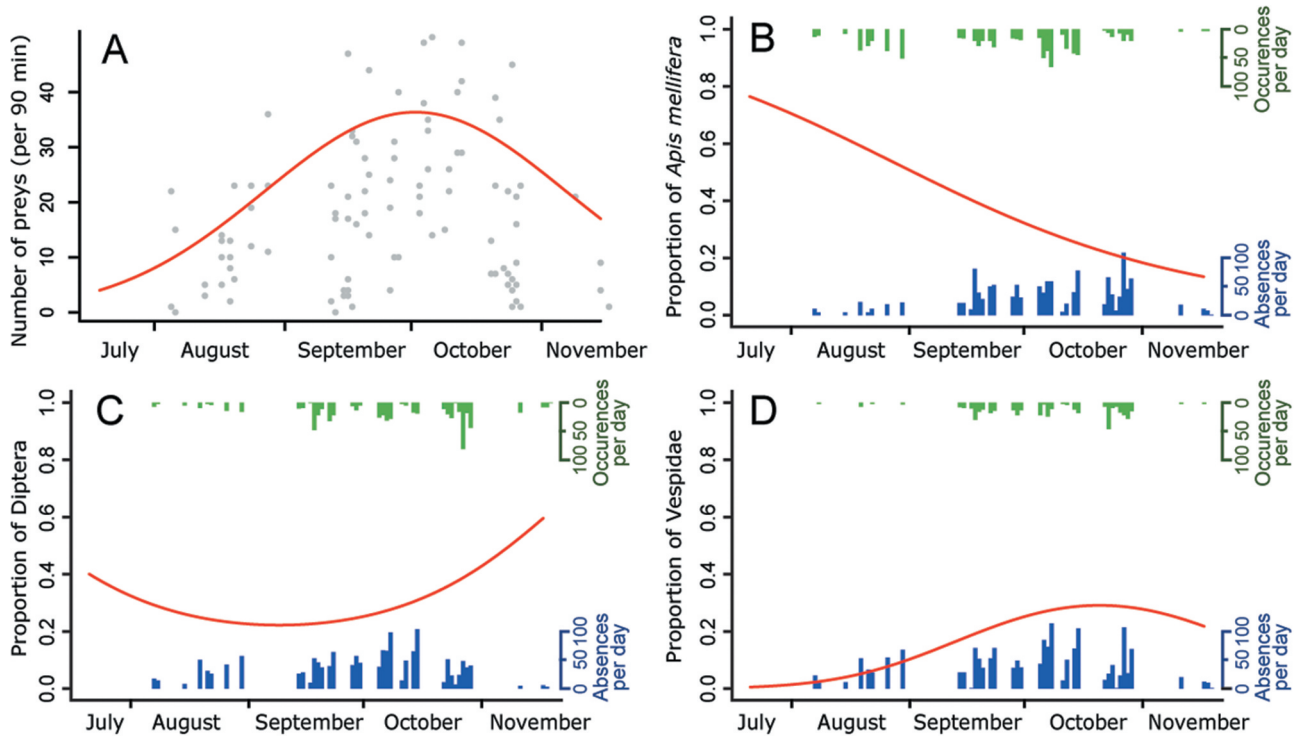 A
Number of preys (per 90 min)
40
30
20
10
0
July August September October November
B
Proportion of Apis mellifera
1.0
0.8
0.6
0.4
0.2
0.0
0
50
100
Occurences
per day
100
50
0
Absences
per day
July August September October November
C
Proportion of Diptera
1.0
0.8
0.6
0.4
0.2
0.0
0
50
100
Occurences
per day
100
50
0
Absences
per day
July August September October November
D
Proportion of Vespidae
1.0
0.8
0.6
0.4
0.2
0.0
0
50
100
Occurences
per day
100
50
0
Absences
per day
July August September October November